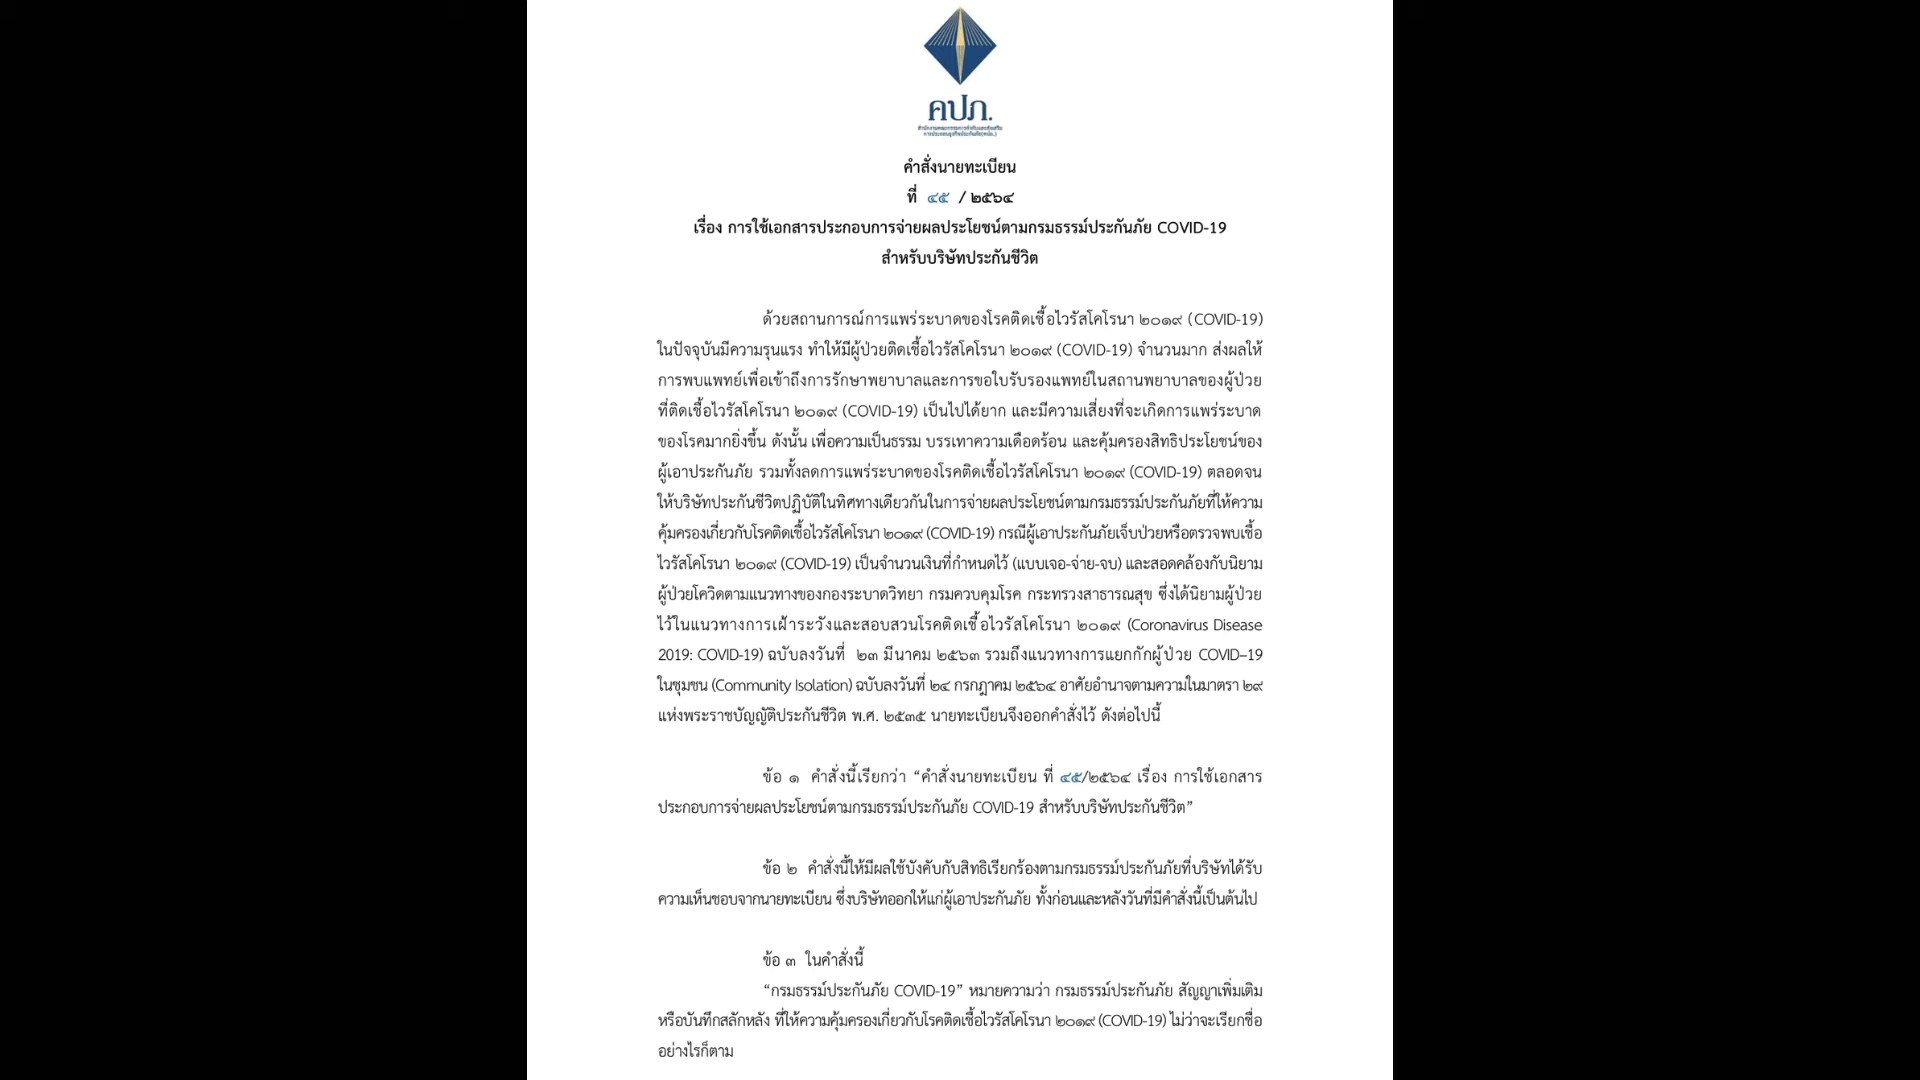 คปภ.
สำนักงานคณะกรรมการกำกับและส่งเสริม
การประกอบธุรกิจประกันภัย(คปภ.)
คำสั่งนายทะเบียน
ที่ ๔๕ / ๒๕๖๔
เรื่อง การใช้เอกสารประกอบการจ่ายผลประโยชน์ตามกรมธรรม์ประกันภัย COVID-19
สำหรับบริษัทประกันชีวิต
ด้วยสถานการณ์การแพร่ระบาดของโรคติดเชื้อไวรัสโคโรนา ๒๐๑๙ (COVID-19)
ในปัจจุบันมีความรุนแรง ทำให้มีผู้ป่วยติดเชื้อไวรัสโคโรนา ๒๐๑๙ (COVID-19) จำนวนมาก ส่งผลให้
การพบแพทย์เพื่อเข้าถึงการรักษาพยาบาลและการขอใบรับรองแพทย์ในสถานพยาบาลของผู้ป่วย
ที่ติดเชื้อไวรัสโคโรนา ๒๐๑๙ (COVID-19) เป็นไปได้ยาก และมีความเสี่ยงที่จะเกิดการแพร่ระบาด
ของโรคมากยิ่งขึ้น ดังนั้น เพื่อความเป็นธรรม บรรเทาความเดือดร้อน และคุ้มครองสิทธิประโยชน์ของ
ผู้เอาประกันภัย รวมทั้งลดการแพร่ระบาดของโรคติดเชื้อไวรัสโคโรนา ๒๐๑๙ (COVID-19) ตลอดจน
ให้บริษัทประกันชีวิตปฏิบัติในทิศทางเดียวกันในการจ่ายผลประโยชน์ตามกรมธรรม์ประกันภัยที่ให้ความ
คุ้มครองเกี่ยวกับโรคติดเชื้อไวรัสโคโรนา ๒๐๑๙ (COVID-19) กรณีผู้เอาประกันภัยเจ็บป่วยหรือตรวจพบเชื้อ
ไวรัสโคโรนา ๒๐๑๙ (COVID-19) เป็นจำนวนเงินที่กำหนดไว้ (แบบเจอ-จ่าย-จบ) และสอดคล้องกับนิยาม
ผู้ป่วยโควิดตามแนวทางของกองระบาดวิทยา กรมควบคุมโรค กระทรวงสาธารณสุข ซึ่งได้นิยามผู้ป่วย
ไว้ในแนวทางการเฝ้าระวังและสอบสวนโรคติดเชื้อไวรัสโคโรนา ๒๐๑๙ (Coronavirus Disease
2019: COVID-19) ฉบับลงวันที่ ๒๓ มีนาคม ๒๕๖๓ รวมถึงแนวทางการแยกกักผู้ป่วย COVID–19
ในชุมชน (Community Isolation) ฉบับลงวันที่ ๒๔ กรกฎาคม ๒๕๖๔ อาศัยอำนาจตามความในมาตรา ๒๙
แห่งพระราชบัญญัติประกันชีวิต พ.ศ. ๒๕๓๕ นายทะเบียนจึงออกคำสั่งไว้ ดังต่อไปนี้
ข้อ ๑ คำสั่งนี้เรียกว่า “คำสั่งนายทะเบียน ที่ ๔๕/๒๕๖๔ เรื่อง การใช้เอกสาร
ประกอบการจ่ายผลประโยชน์ตามกรมธรรม์ประกันภัย COVID-19 สำหรับบริษัทประกันชีวิต”
ข้อ ๒ คำสั่งนี้ให้มีผลใช้บังคับกับสิทธิเรียกร้องตามกรมธรรม์ประกันภัยที่บริษัทได้รับ
ความเห็นชอบจากนายทะเบียน ซึ่งบริษัทออกให้แก่ผู้เอาประกันภัย ทั้งก่อนและหลังวันที่มีคำสั่งนี้เป็นต้นไป
ข้อ ๓ ในคำสั่งนี้
“กรมธรรม์ประกันภัย COVID-19” หมายความว่า กรมธรรม์ประกันภัย สัญญาเพิ่มเติม
หรือบันทึกสลักหลัง ที่ให้ความคุ้มครองเกี่ยวกับโรคติดเชื้อไวรัสโคโรนา ๒๐๑๙ (COVID-19) ไม่ว่าจะเรียกชื่อ
อย่างไรก็ตาม